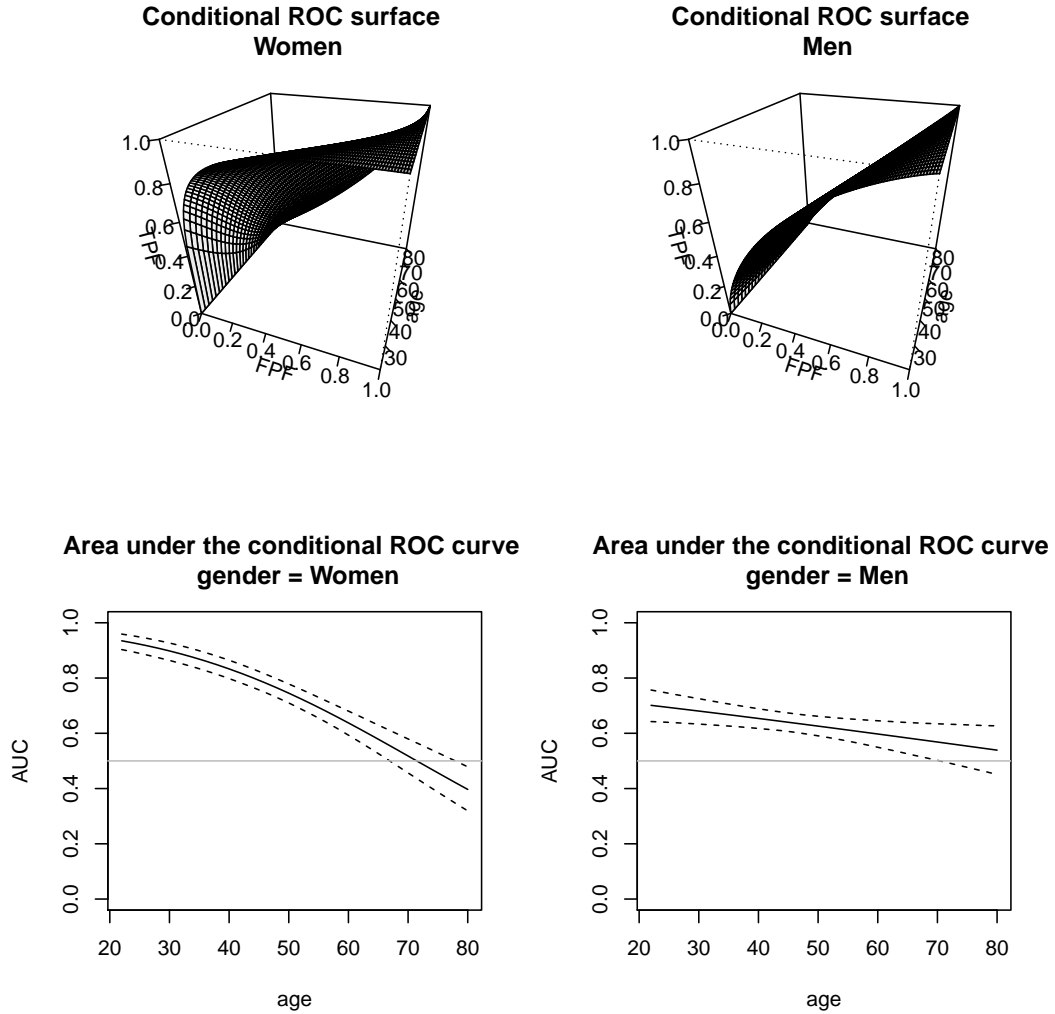 Conditional ROC surface
Women
1.0
0.8
0.6
0.4
0.2
0.0
TPF
0.0
0.2
0.4
0.6
0.8
1.0
FPF
30
40
50
60
70
80
age
Conditional ROC surface
Men
1.0
0.8
0.6
0.4
0.2
0.0
TPF
0.0
0.2
0.4
0.6
0.8
1.0
FPF
30
40
50
60
70
80
age
Area under the conditional ROC curve
gender = Women
1.0
0.8
0.6
0.4
0.2
0.0
AUC
20 30 40 50 60 70 80
age
Area under the conditional ROC curve
gender = Men
1.0
0.8
0.6
0.4
0.2
0.0
AUC
20 30 40 50 60 70 80
age